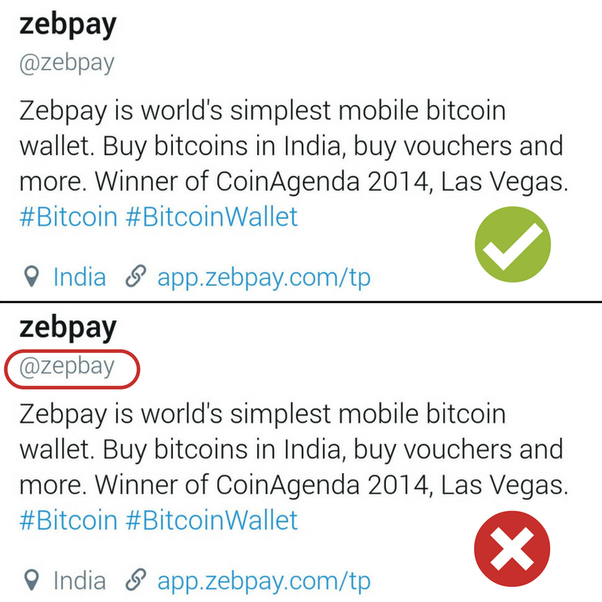 zebpay
@zebpay
Zebpay is world's simplest mobile bitcoin
wallet. Buy bitcoins in India, buy vouchers and
more. Winner of CoinAgenda 2014, Las Vegas.
#Bitcoin #BitcoinWallet
India app.zebpay.com/tp
zebpay
@zepbay
Zebpay is world's simplest mobile bitcoin
wallet. Buy bitcoins in India, buy vouchers and
more. Winner of CoinAgenda 2014, Las Vegas.
#Bitcoin #BitcoinWallet
India app.zebpay.com/tp